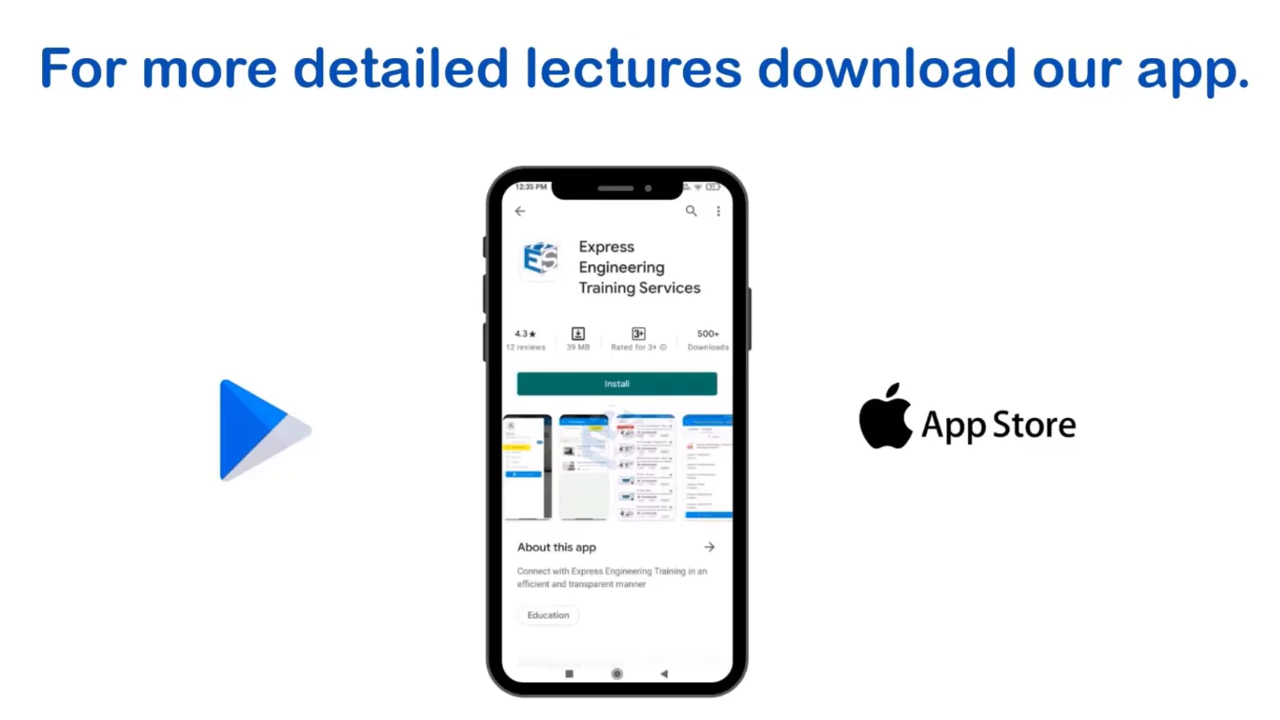 For more detailed lectures download our app.
12:35 PM
Express
Engineering
Training Services
4.3★ 3+ 500+
12 reviews 39 MB Rated for 3+ Downloads
Install
App Store
About this app
Connect with Express Engineering Training in an
efficient and transparent manner
Education